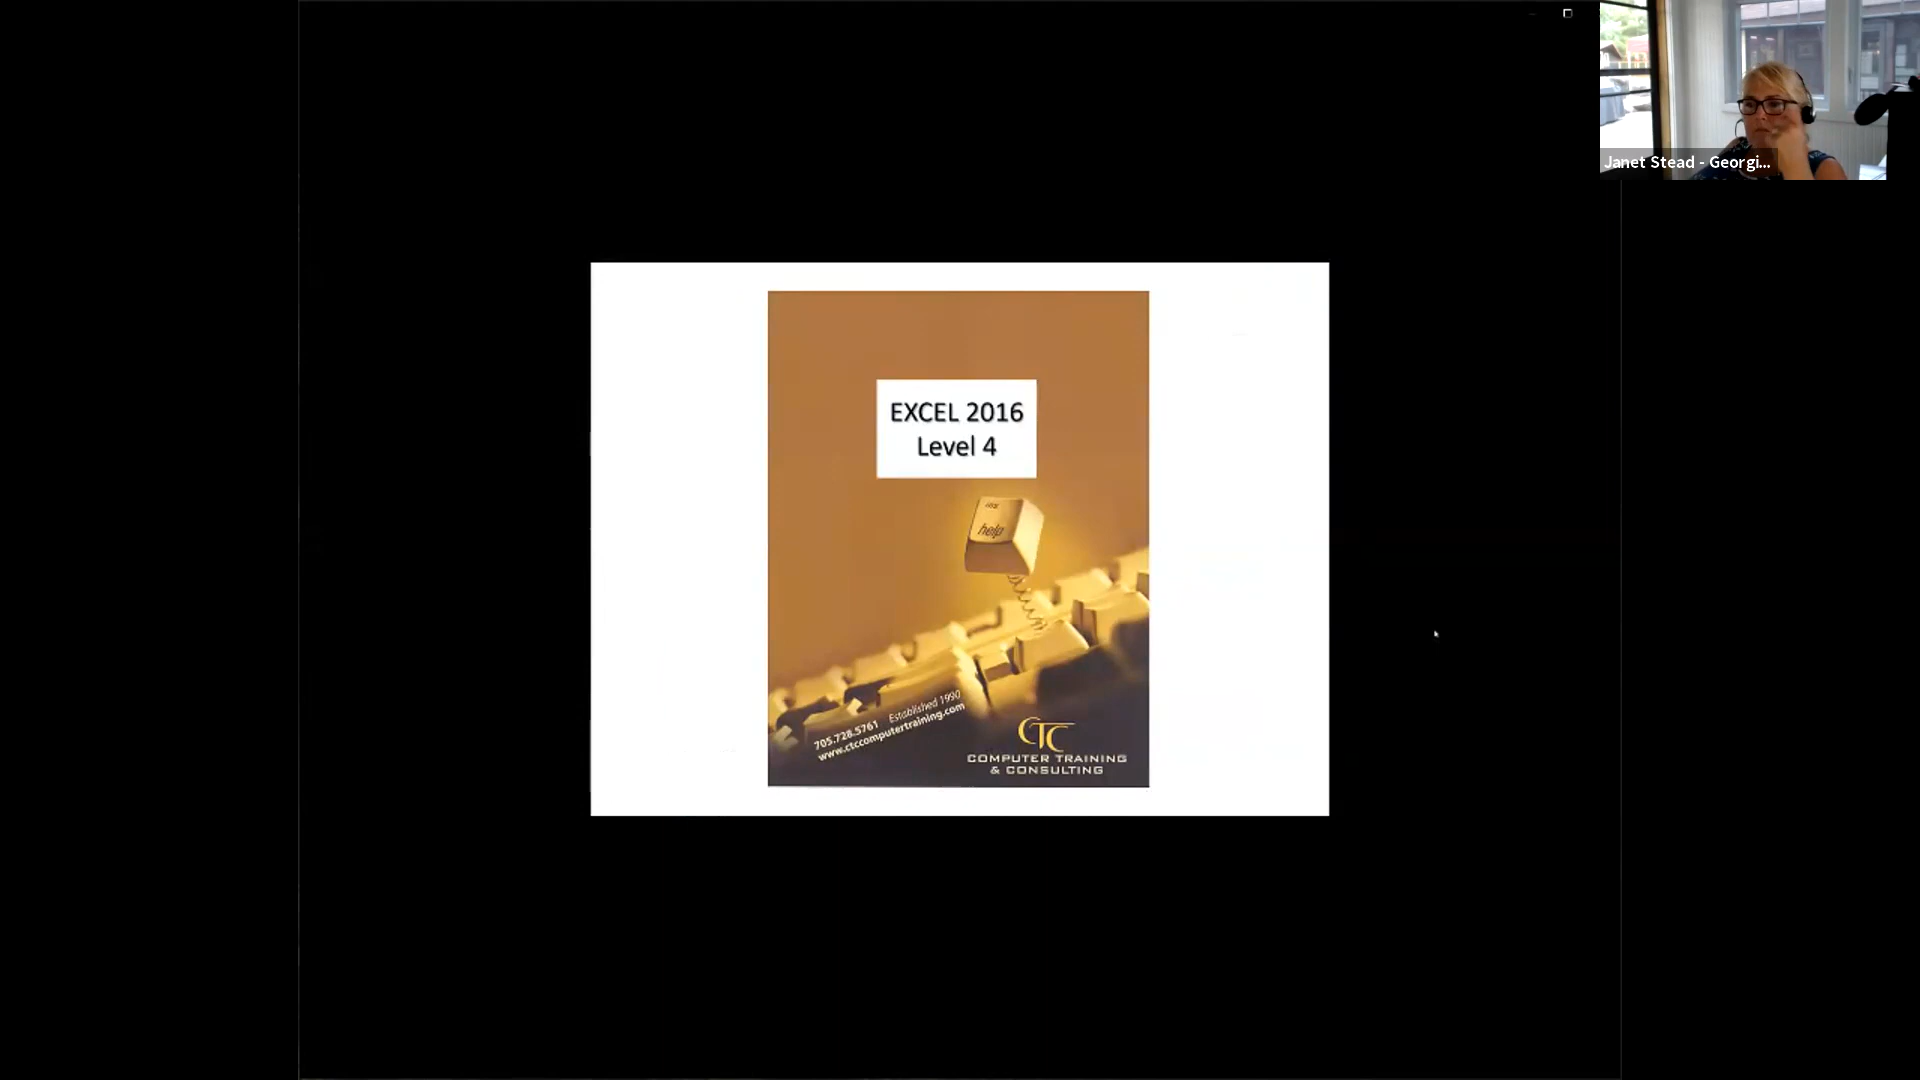 Janet Stead - Georgi...
EXCEL 2016
Level 4
help
705.728.5761 Established 1990
www.ctccomputertraining.com
CTC
COMPUTER TRAINING
& CONSULTING